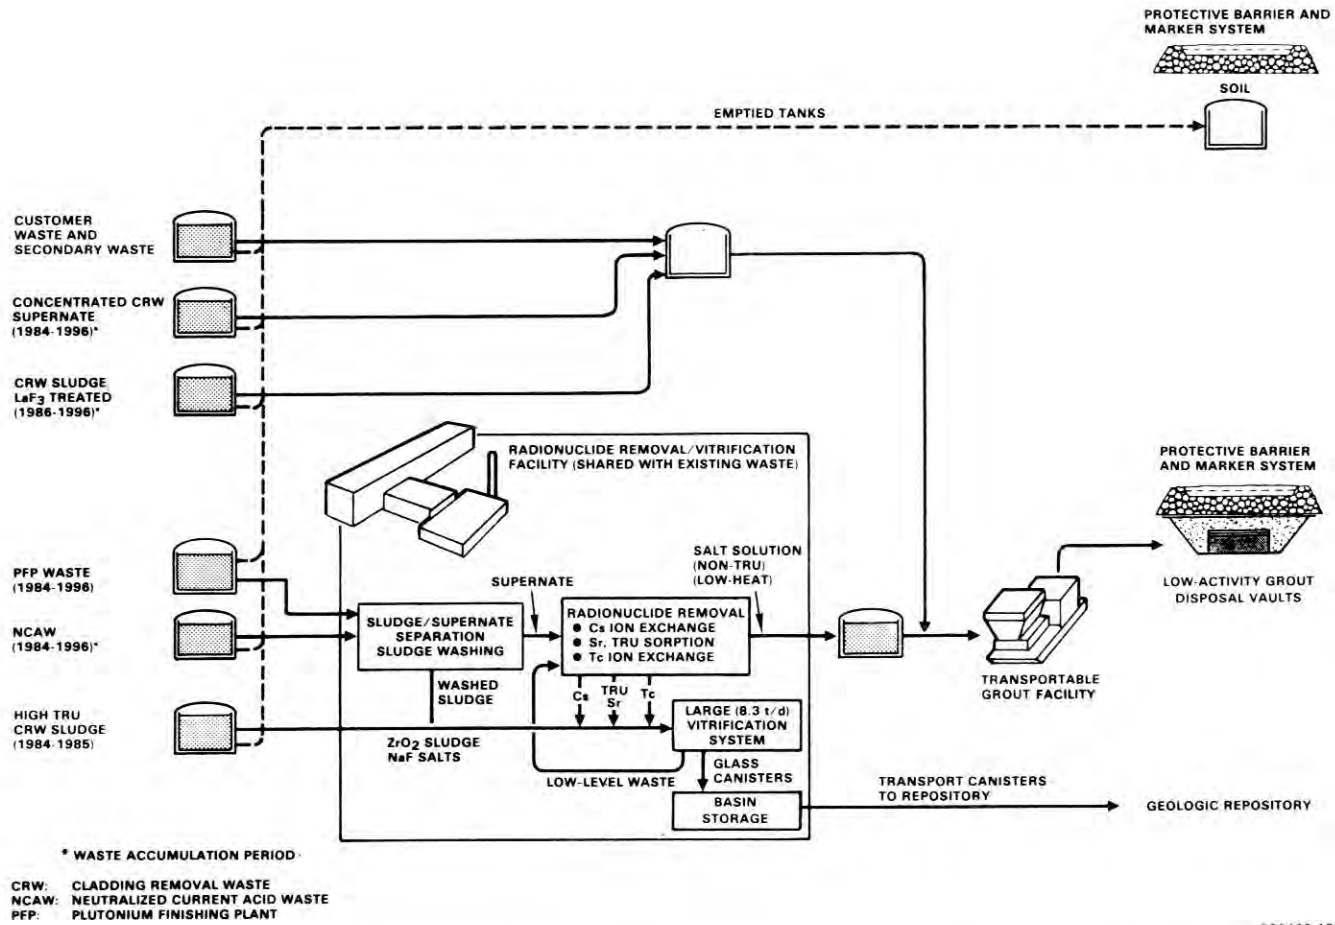 PROTECTIVE BARRIER AND
MARKER SYSTEM
SOIL
EMPTIED TANKS
CUSTOMER
WASTE AND
SECONDARY WASTE
CONCENTRATED CRW
SUPERNATE
(1984-1996)*
CRW SLUDGE
LaF3 TREATED
(1986-1996)*
RADIONUCLIDE REMOVAL/VITRIFICATION
FACILITY (SHARED WITH EXISTING WASTE)
PROTECTIVE BARRIER
AND MARKER SYSTEM
LOW-ACTIVITY GROUT
DISPOSAL VAULTS
PFP WASTE
(1984-1996)
NCAW
(1984-1996)*
HIGH TRU
CRW SLUDGE
(1984-1985)
SLUDGE/SUPERNATE
SEPARATION
SLUDGE WASHING
SUPERNATE
RADIONUCLIDE REMOVAL
● Cs ION EXCHANGE
● Sr, TRU SORPTION
● Tc ION EXCHANGE
SALT SOLUTION
(NON-TRU)
(LOW-HEAT)
TRANSPORTABLE
GROUT FACILITY
WASHED
SLUDGE
Cs
TRU
Sr
Tc
ZrO2 SLUDGE
NaF SALTS
LARGE (8.3 t/d)
VITRIFICATION
SYSTEM
LOW-LEVEL WASTE
GLASS
CANISTERS
BASIN
STORAGE
TRANSPORT CANISTERS
TO REPOSITORY
GEOLOGIC REPOSITORY
* WASTE ACCUMULATION PERIOD
CRW: CLADDING REMOVAL WASTE
NCAW: NEUTRALIZED CURRENT ACID WASTE
PFP: PLUTONIUM FINISHING PLANT